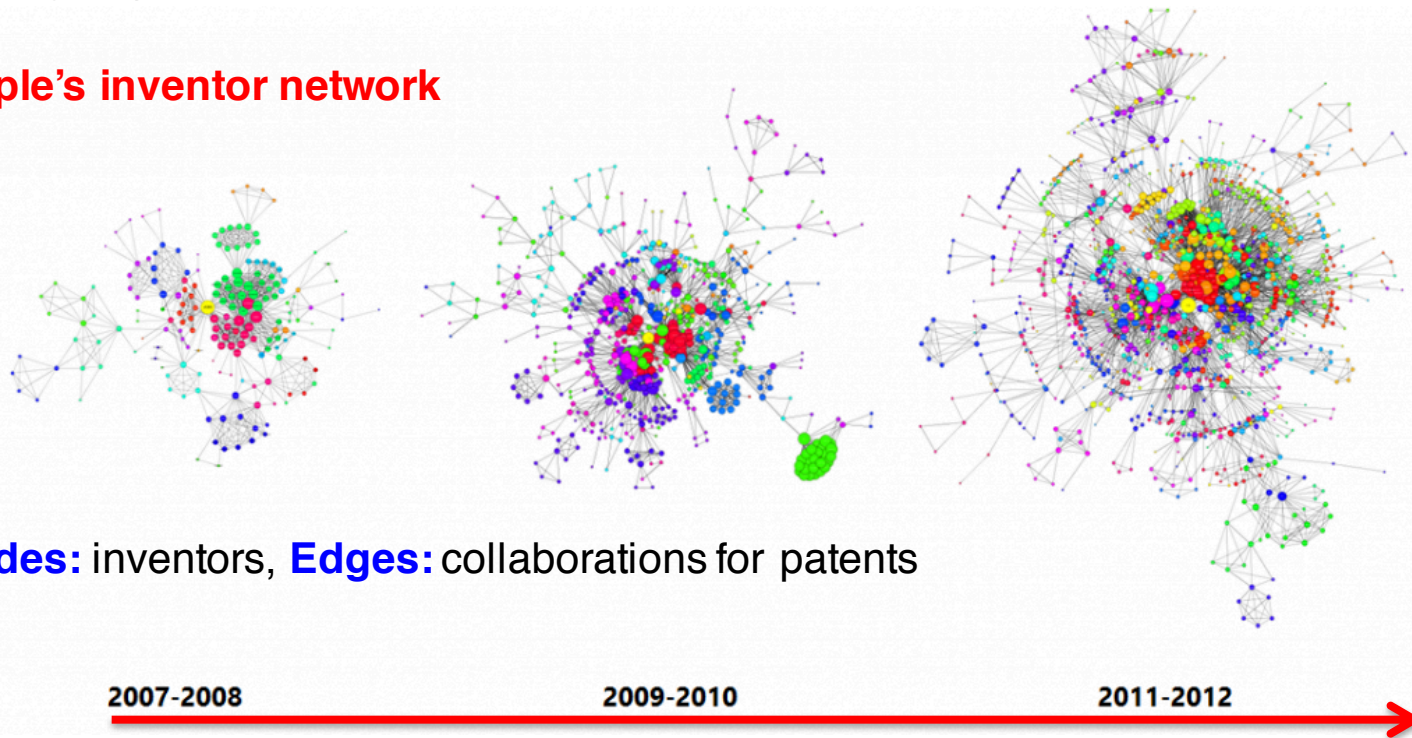 ple’s inventor network
des: inventors, Edges: collaborations for patents
2007-2008
2009-2010
2011-2012